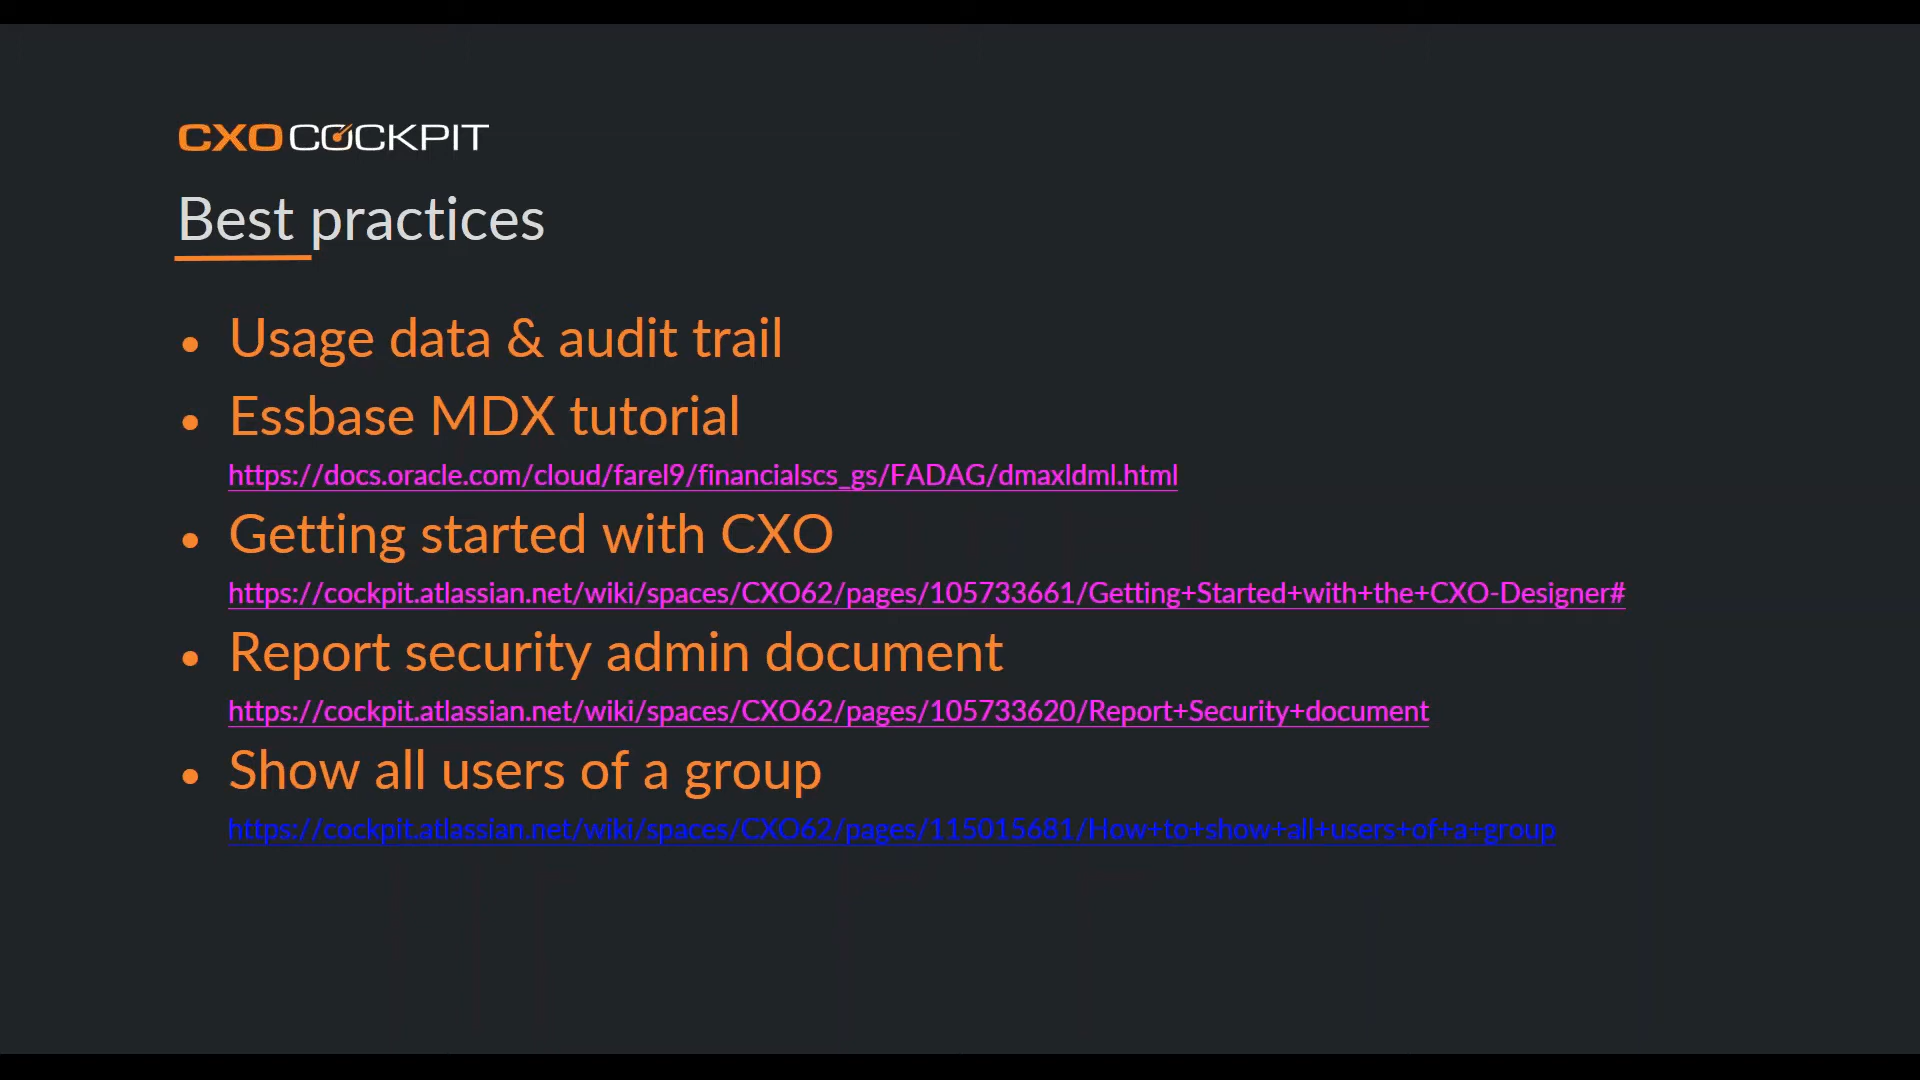 CXOCOCKPIT
Best practices
• Usage data & audit trail
• Essbase MDX tutorial
https://docs.oracle.com/cloud/farel9/financialscs_gs/FADAG/dmaxldml.html
• Getting started with CXO
https://cockpit.atlassian.net/wiki/spaces/CXO62/pages/105733661/Getting+Started+with+the+CXO-Designer#
• Report security admin document
https://cockpit.atlassian.net/wiki/spaces/CXO62/pages/105733620/Report+Security+document
• Show all users of a group
https://cockpit.atlassian.net/wiki/spaces/CXO62/pages/115015681/How+to+show+all+users+of+a+group